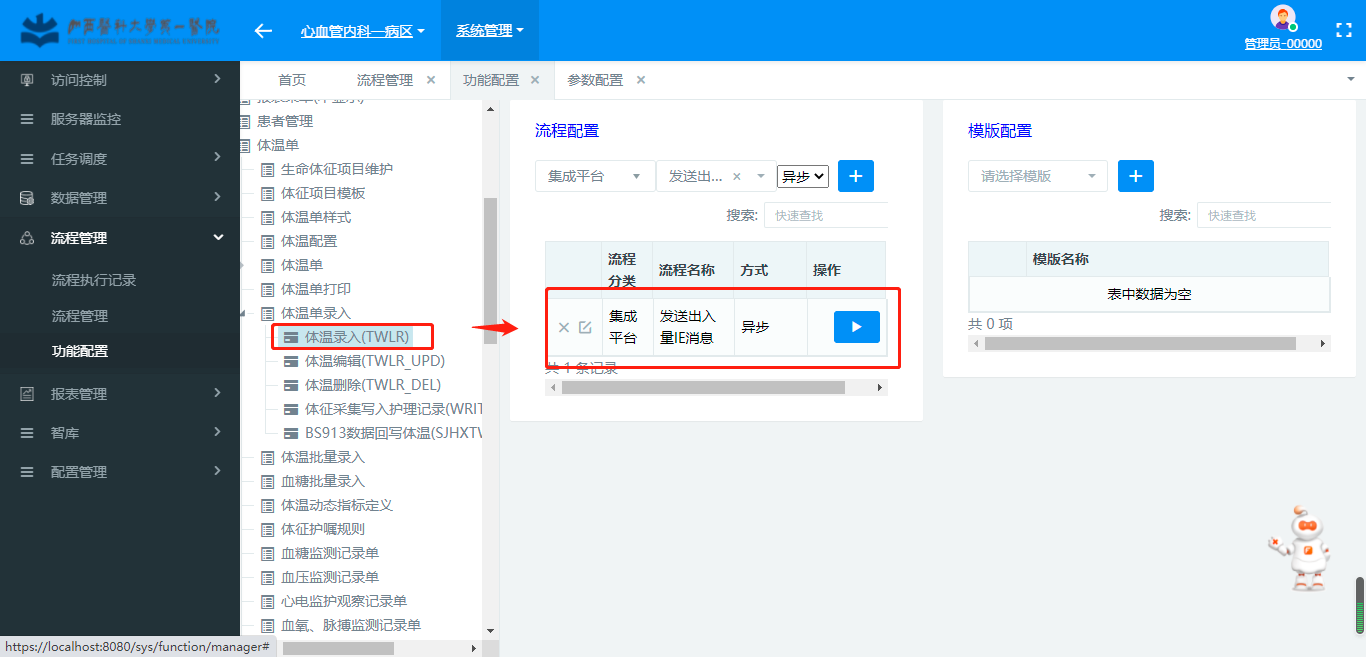 心血管内科一病区
系统管理
管理员-00000
访问控制
服务器监控
任务调度
数据管理
流程管理
流程执行记录
流程管理
功能配置
报表管理
智库
配置管理
首页
流程管理 ×
功能配置 ×
参数配置 ×
患者管理
体温单
生命体征项目维护
体征项目模板
体温单样式
体温配置
体温单
体温单打印
体温单录入
体温录入(TWLR)
体温编辑(TWLR_UPD)
体温删除(TWLR_DEL)
体征采集写入护理记录(WRIT
BS913数据回写体温(SJHXTW
体温批量录入
血糖批量录入
体温动态指标定义
体征护嘱规则
血糖监测记录单
血压监测记录单
心电监护观察记录单
血氧、脉搏监测记录单
流程配置
集成平台
发送出... ×
异步
+
搜索: 快速查找
流程分类 流程名称 方式 操作
集成平台 发送出入量IE消息 异步
共 1 条记录
模版配置
请选择模版
+
搜索: 快速查找
模版名称
表中数据为空
共 0 项
https://localhost:8080/sys/function/manager#